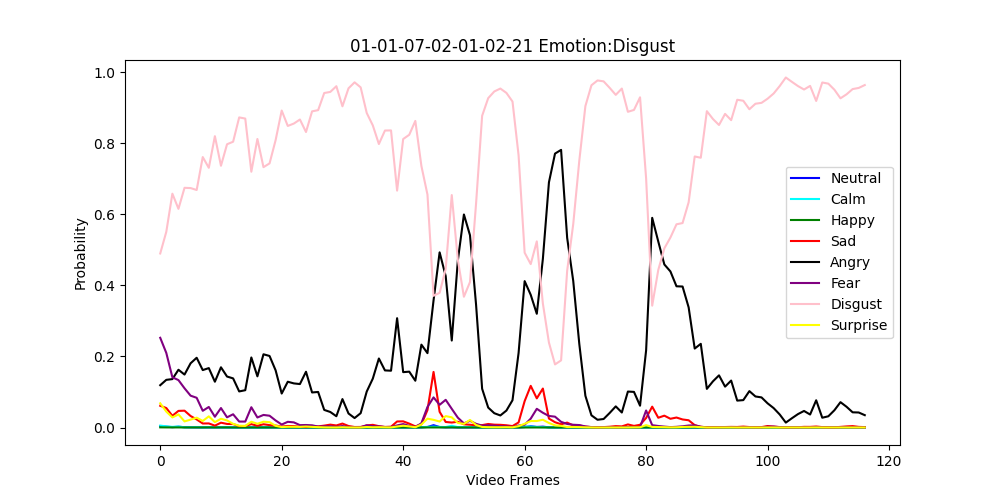 01-01-07-02-01-02-21 Emotion:Disgust
Probability
1.0
0.8
0.6
0.4
0.2
0.0
Neutral
Calm
Happy
Sad
Angry
Fear
Disgust
Surprise
0 20 40 60 80 100 120
Video Frames